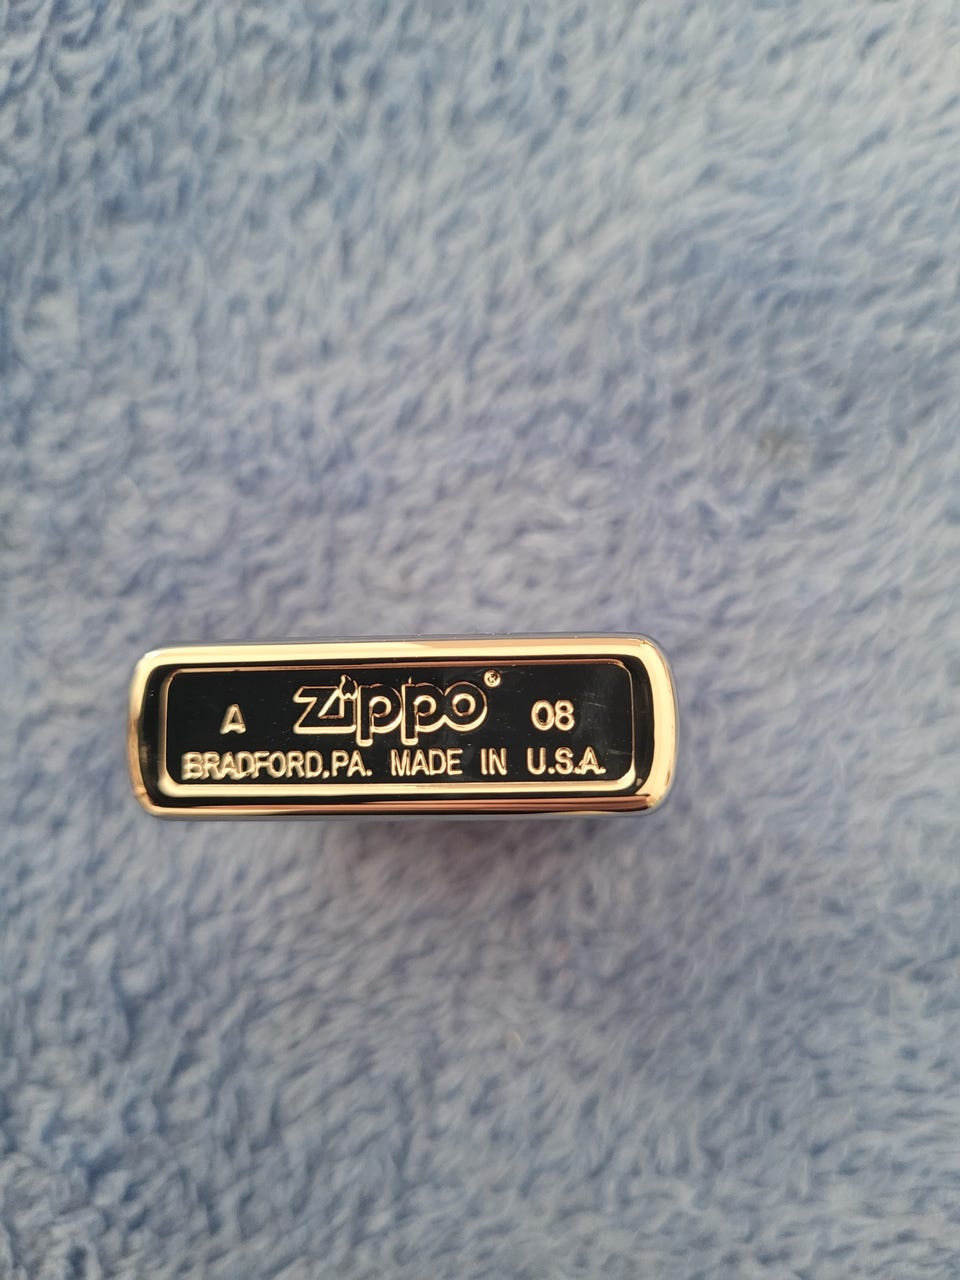 A zippo® 08
BRADFORD,PA. MADE IN U.S.A.